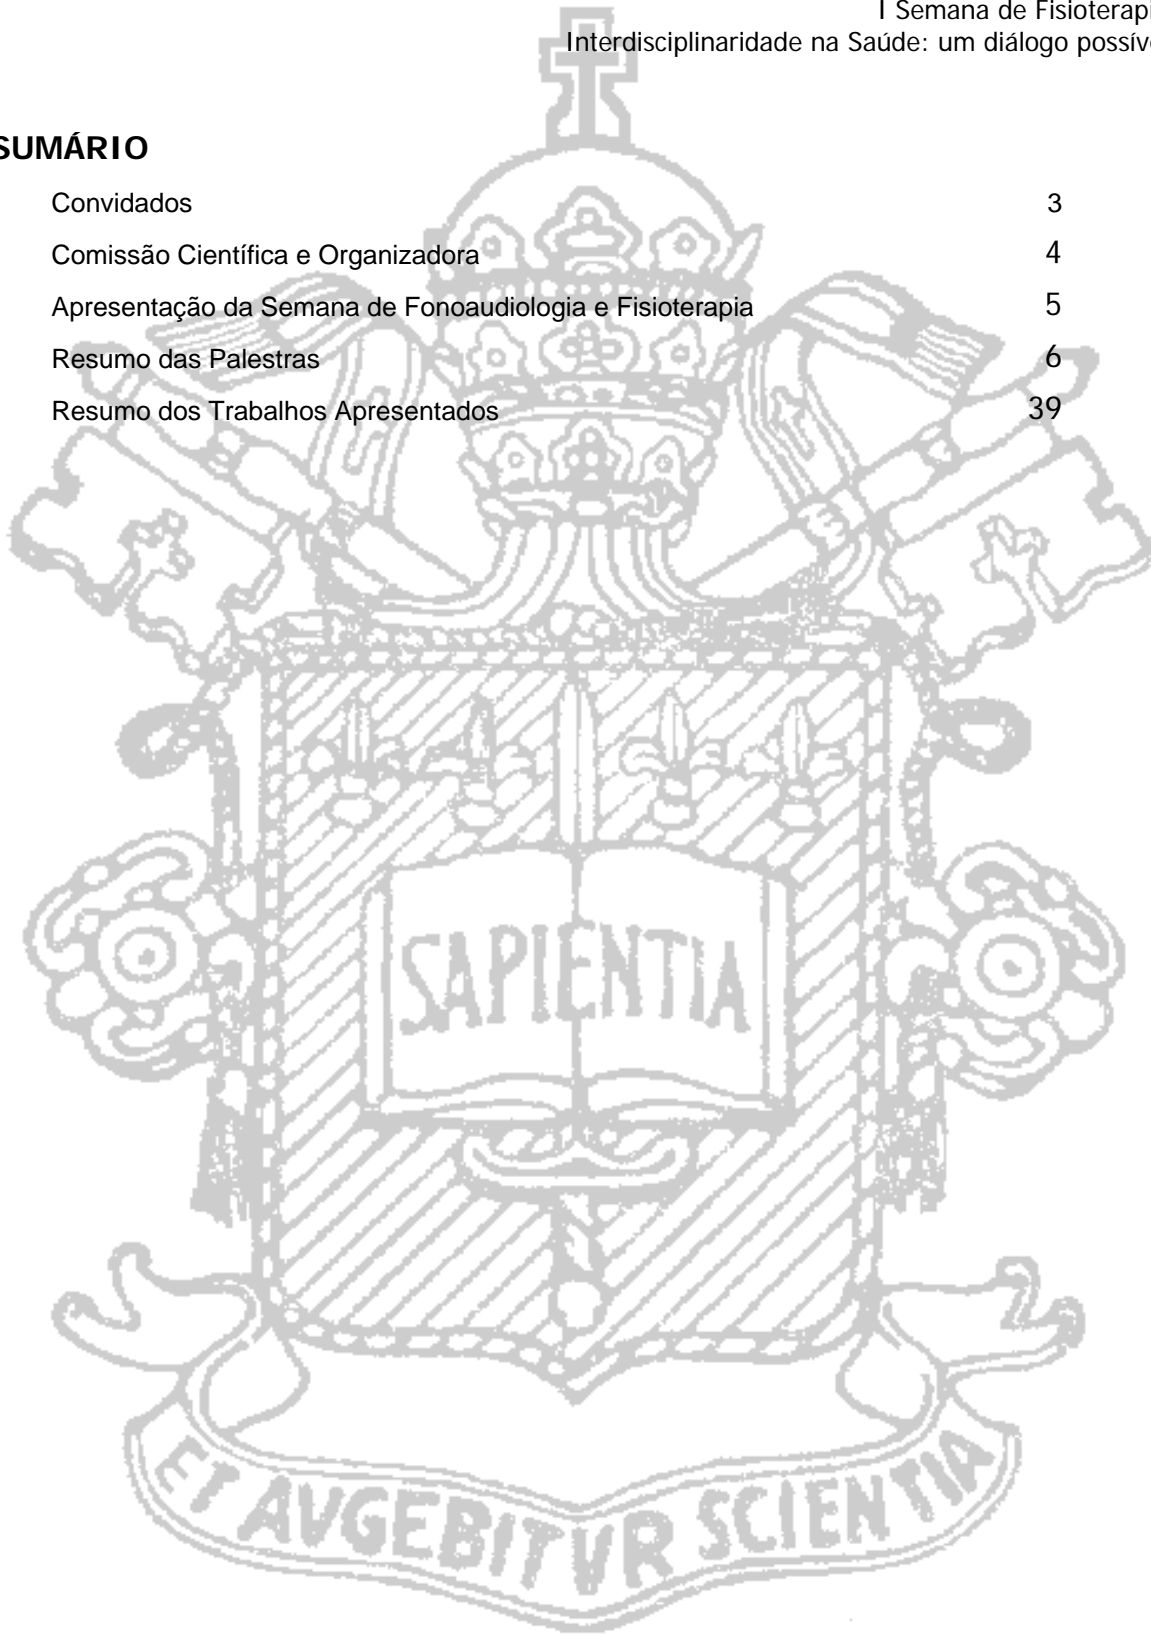 I Semana de Fisioterapi
Interdisciplinaridade na Saúde: um diálogo possív
SUMÁRIO
Convidados 3
Comissão Científica e Organizadora 4
Apresentação da Semana de Fonoaudiologia e Fisioterapia 5
Resumo das Palestras 6
Resumo dos Trabalhos Apresentados 39
SAPIENTIA
ET AVGEBITVR SCIENTIA